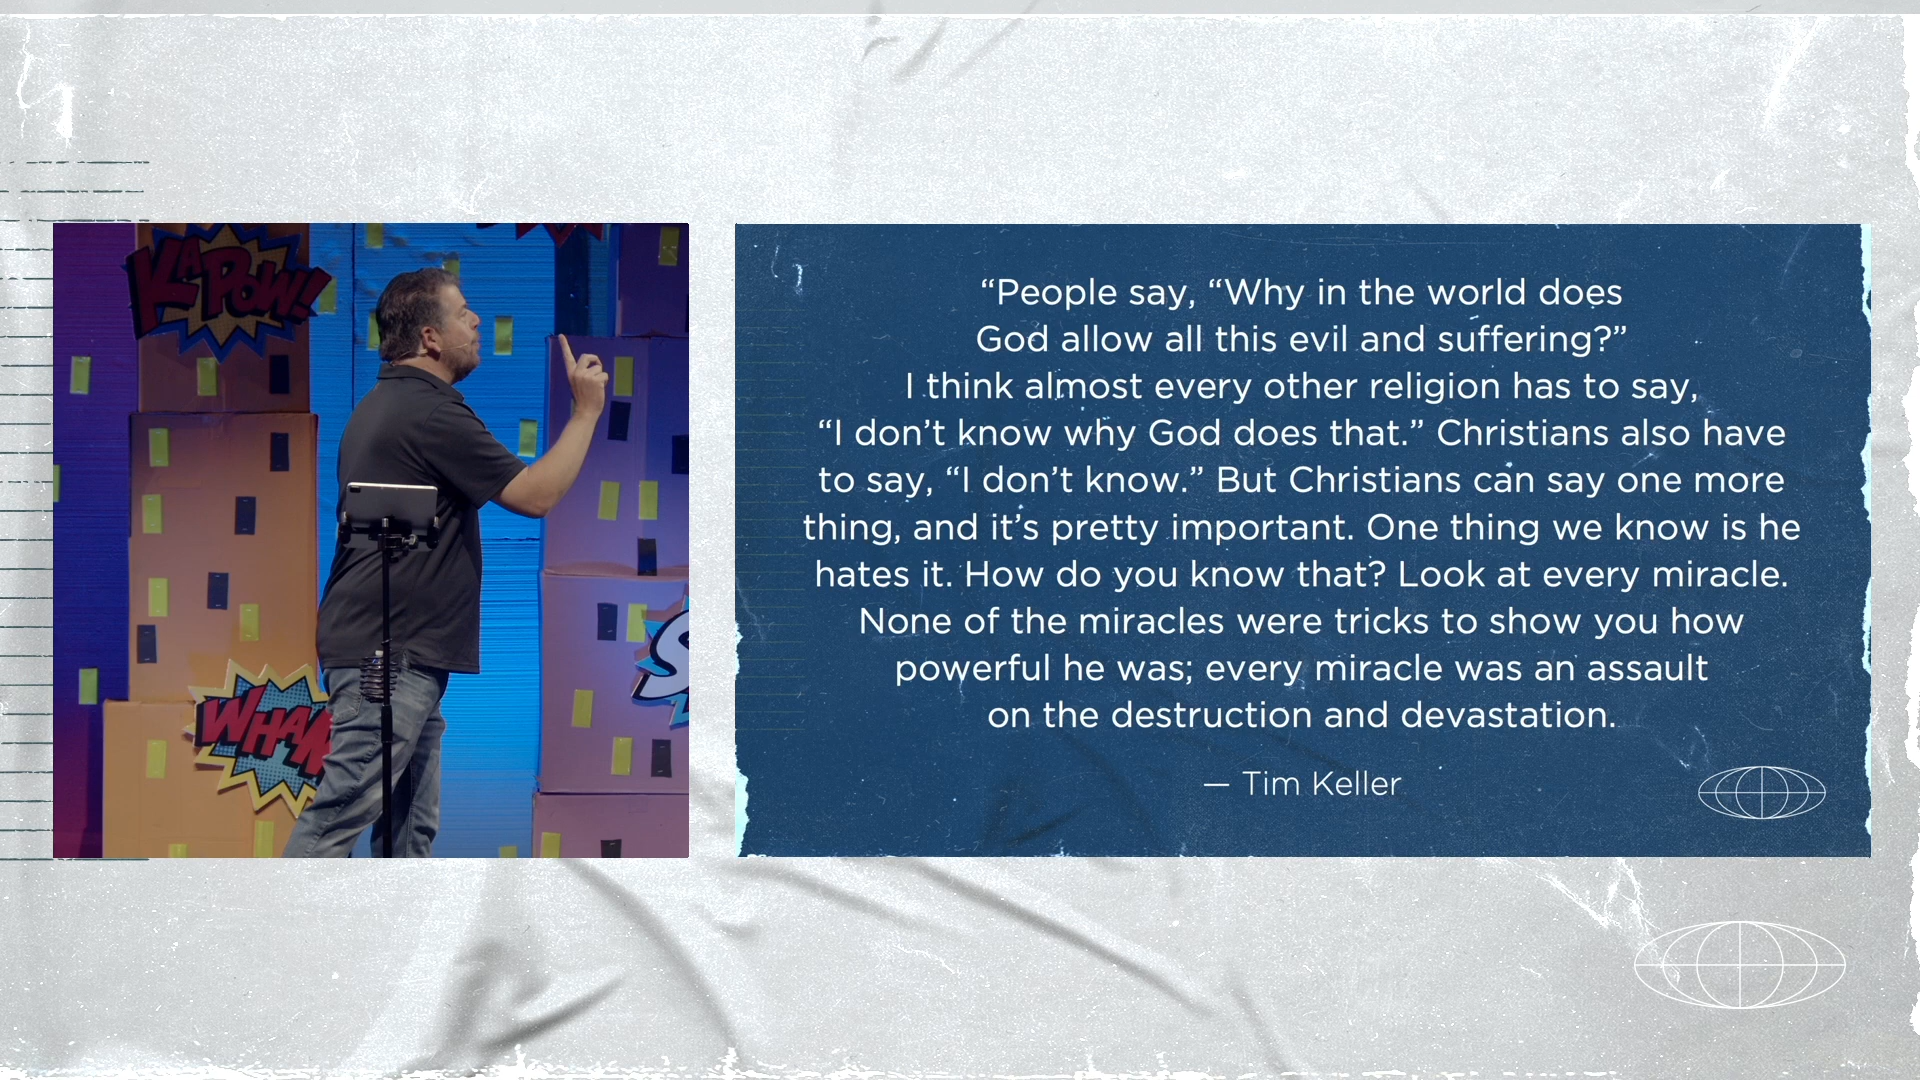 KAPOW!
WHAM
“People say, “Why in the world does
God allow all this evil and suffering?”
I think almost every other religion has to say,
“I don’t know why God does that.” Christians also have
to say, “I don’t know.” But Christians can say one more
thing, and it’s pretty important. One thing we know is he
hates it. How do you know that? Look at every miracle.
None of the miracles were tricks to show you how
powerful he was; every miracle was an assault
on the destruction and devastation.
— Tim Keller